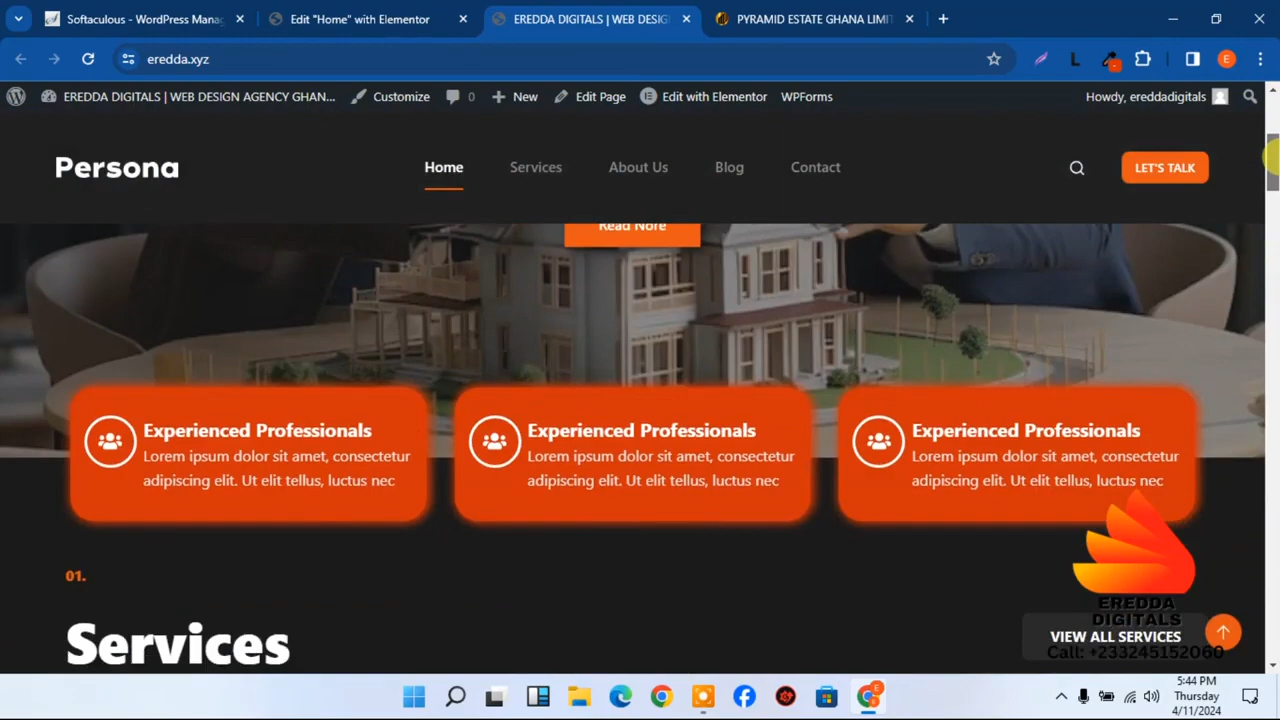 Softaculous - WordPress Mana
Edit "Home" with Elementor
EREDDA DIGITALS | WEB DESIG
PYRAMID ESTATE GHANA LIMI
eredda.xyz
L
E
EREDDA DIGITALS | WEB DESIGN AGENCY GHAN...
Customize
0
New
Edit Page
Edit with Elementor
WPForms
Howdy, ereddadigitals
Persona
Home
Services
About Us
Blog
Contact
LET'S TALK
Read Nore
Experienced Professionals
Lorem ipsum dolor sit amet, consectetur
adipiscing elit. Ut elit tellus, luctus nec
Experienced Professionals
Lorem ipsum dolor sit amet, consectetur
adipiscing elit. Ut elit tellus, luctus nec
Experienced Professionals
Lorem ipsum dolor sit amet, consectetur
adipiscing elit. Ut elit tellus, luctus nec
01.
Services
EREDDA
DIGITALS
VIEW ALL SERVICES
Call: +233245152060
5:44 PM
Thursday
4/11/2024